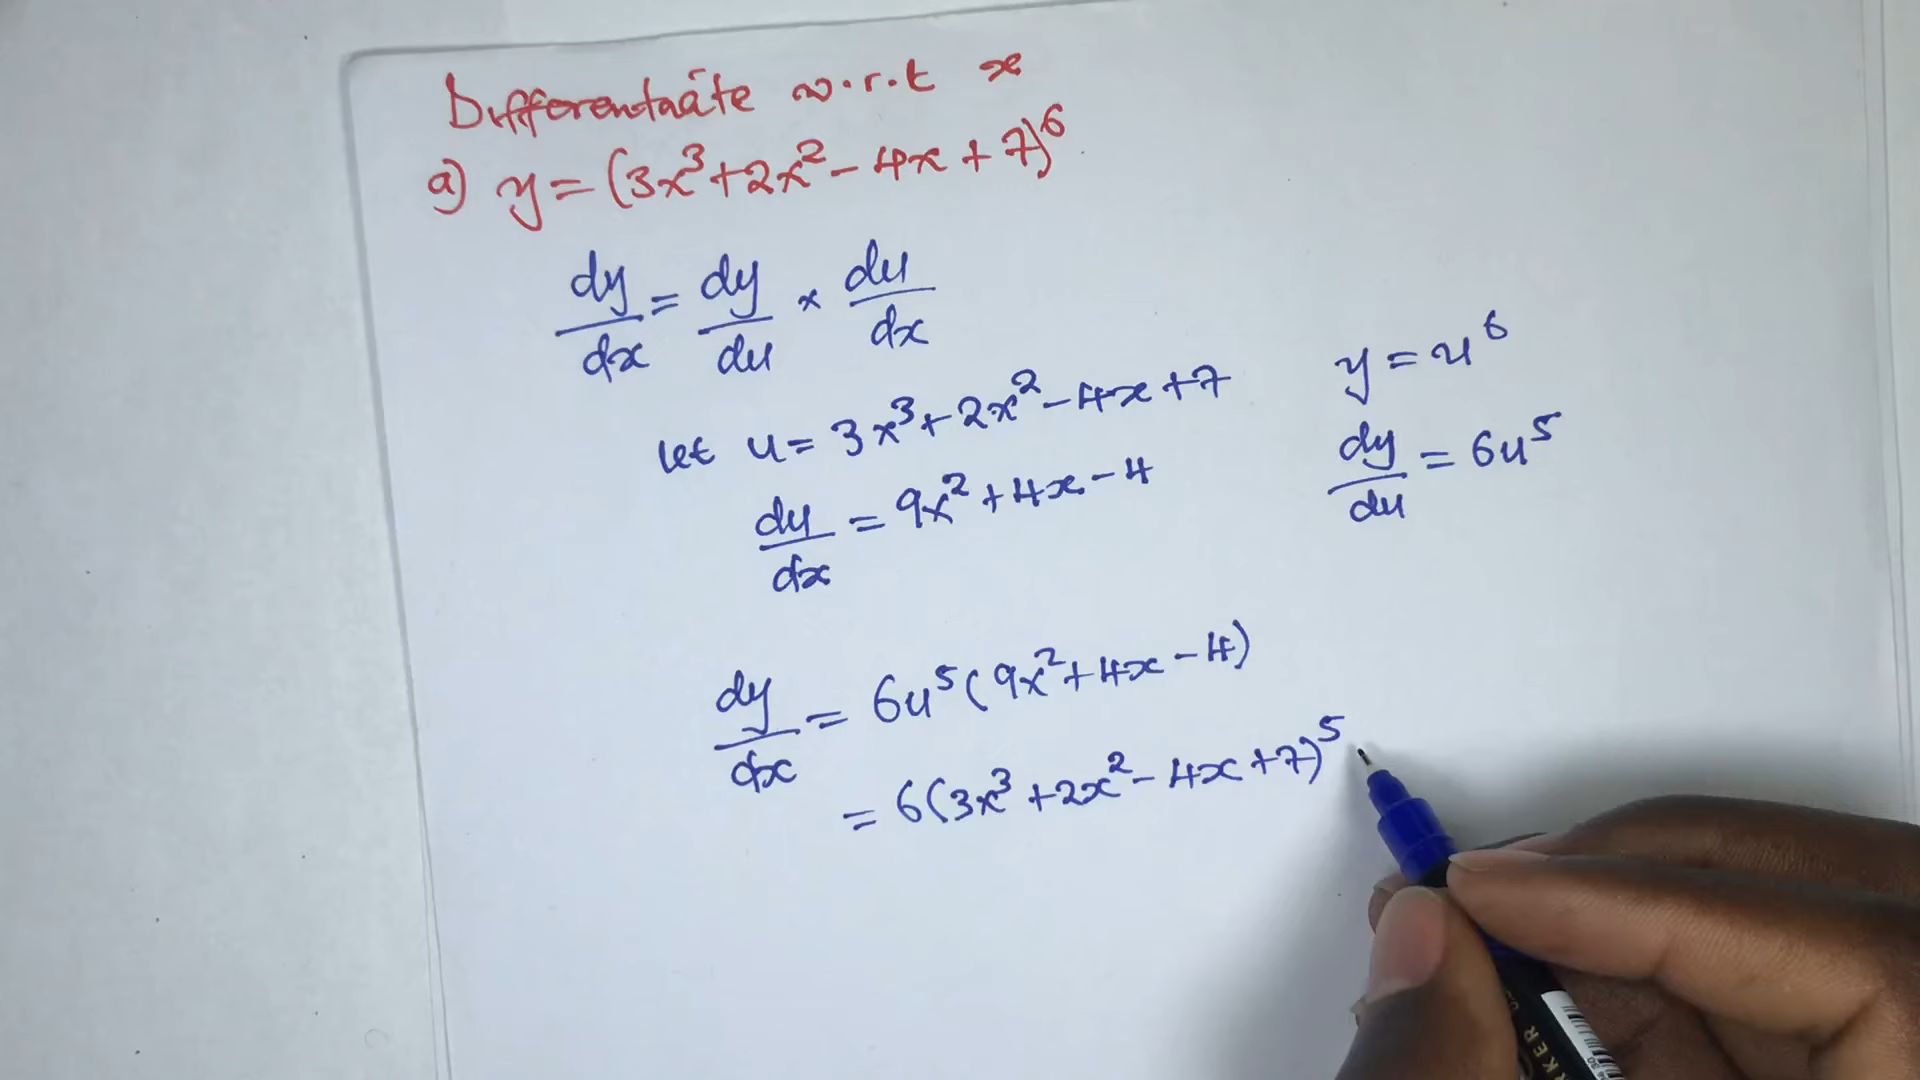 Differentiate w.r.t x
a) y = (3x³+2x²- 4x + 7)⁶
dy/dx = dy/du × du/dx
let u = 3x³+2x²-4x+7
du/dx = 9x²+4x-4
y = u⁶
dy/du = 6u⁵
dy/dx = 6u⁵(9x²+4x-4)
= 6(3x³+2x²-4x+7)⁵